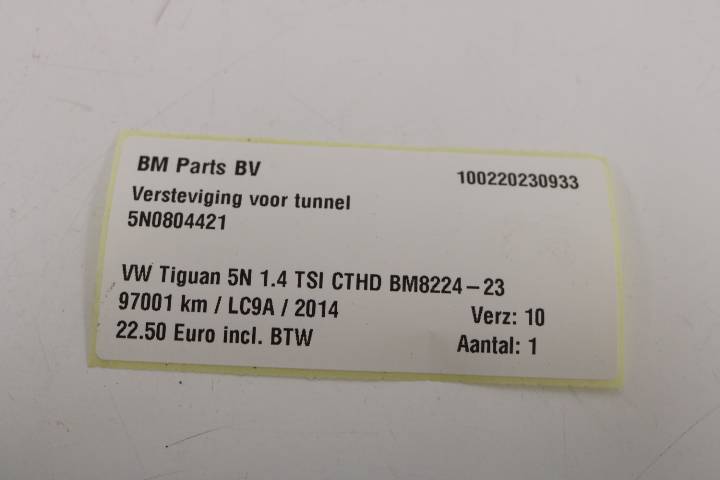 BM Parts BV 100220230933
Versteviging voor tunnel
5N0804421
VW Tiguan 5N 1.4 TSI CTHD BM8224-23
97001 km / LC9A / 2014 Verz: 10
22.50 Euro incl. BTW Aantal: 1